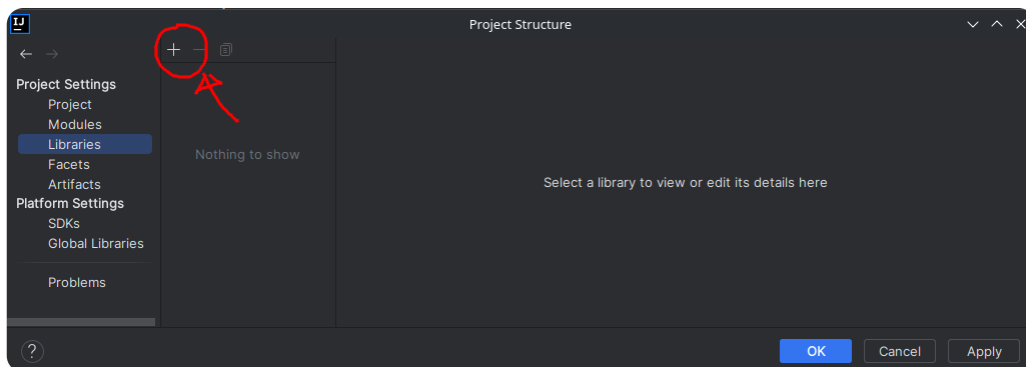 IJ
Project Structure
Project Settings
Project
Modules
Libraries
Facets
Artifacts
Platform Settings
SDKs
Global Libraries
Problems
Nothing to show
Select a library to view or edit its details here
?
OK
Cancel
Apply